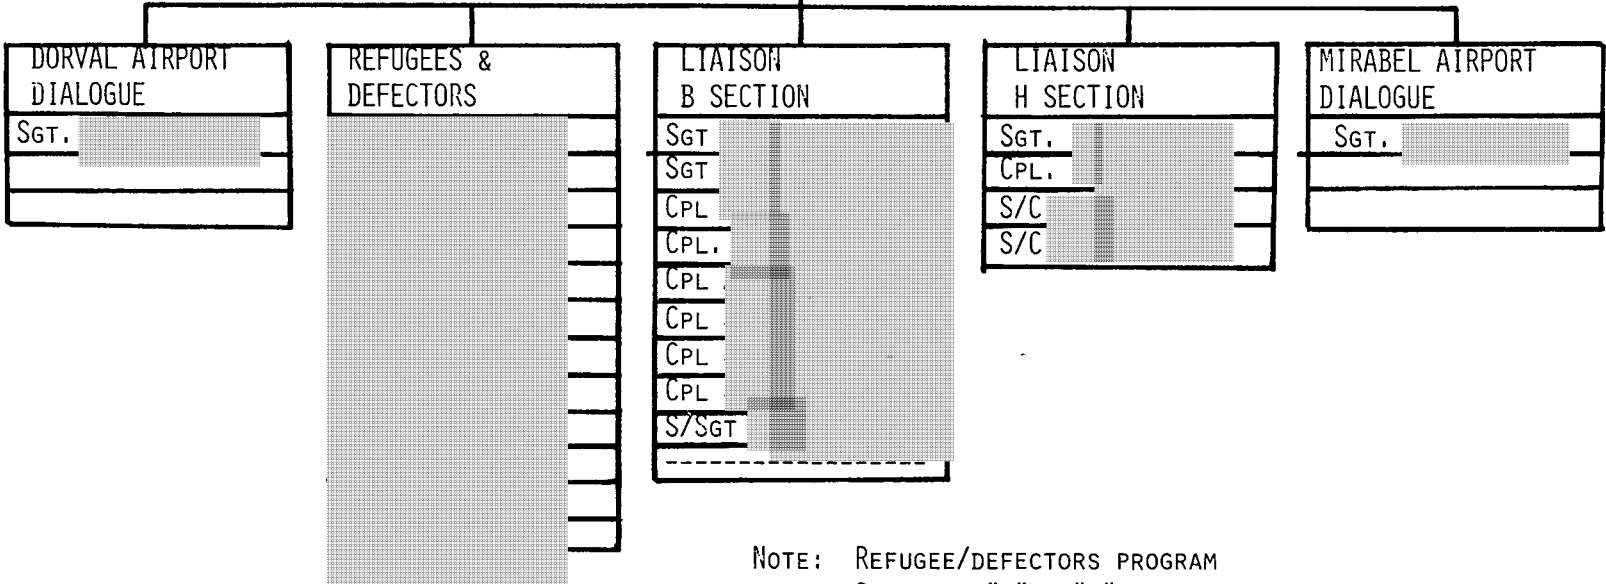 DORVAL AIRPORT
DIALOGUE
SGT.
REFUGEES &
DEFECTORS
LIAISON
B SECTION
SGT
SGT
CPL
CPL.
CPL
CPL
CPL
CPL
S/SGT
LIAISON
H SECTION
SGT.
CPL.
S/C
S/C
MIRABEL AIRPORT
DIALOGUE
SGT.
NOTE: REFUGEE/DEFECTORS PROGRAM